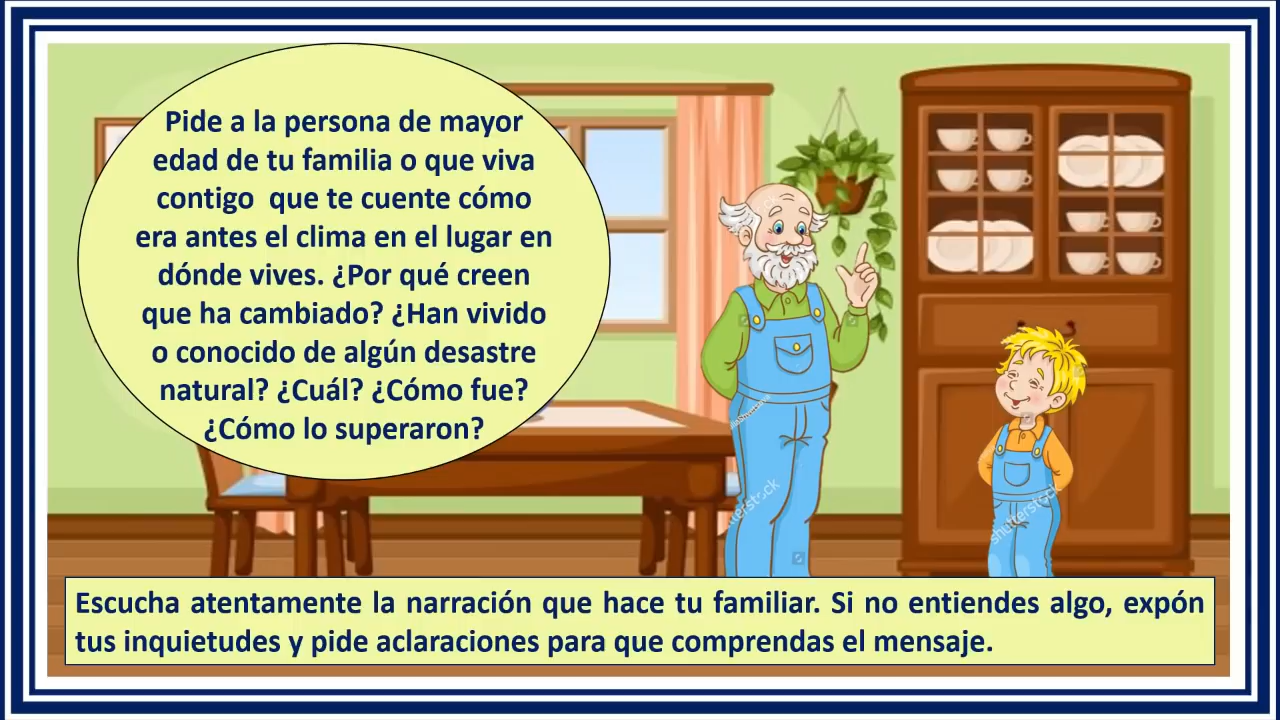 Pide a la persona de mayor
edad de tu familia o que viva
contigo  que te cuente cómo
era antes el clima en el lugar en
dónde vives. ¿Por qué creen
que ha cambiado? ¿Han vivido
o conocido de algún desastre
natural? ¿Cuál? ¿Cómo fue?
¿Cómo lo superaron?
Escucha atentamente la narración que hace tu familiar. Si no entiendes algo, expón
tus inquietudes y pide aclaraciones para que comprendas el mensaje.
shutterstock